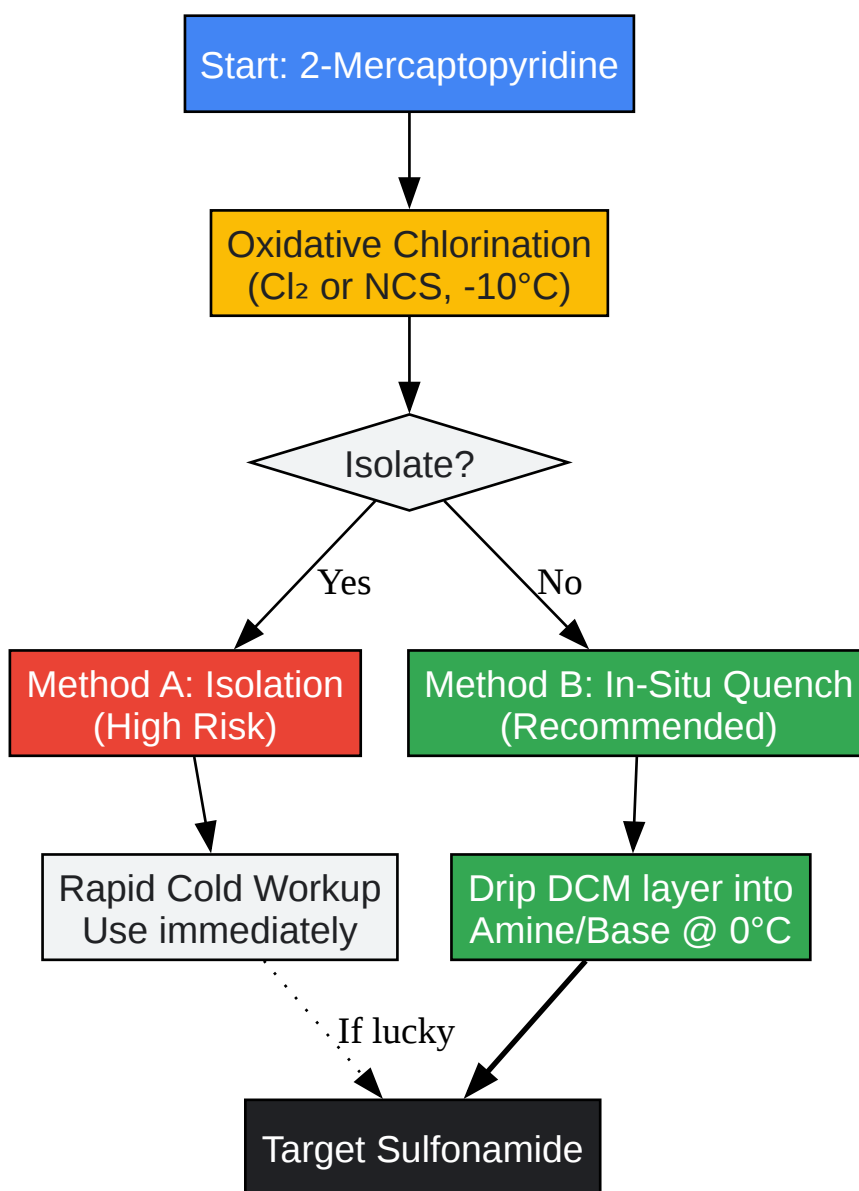 Start: 2-Mercaptopyridine
Oxidative Chlorination
(Cl₂ or NCS, -10°C)
Isolate?
Yes
No
Method A: Isolation
(High Risk)
Method B: In-Situ Quench
(Recommended)
Rapid Cold Workup
Use immediately
Drip DCM layer into
Amine/Base @ 0°C
If lucky
Target Sulfonamide